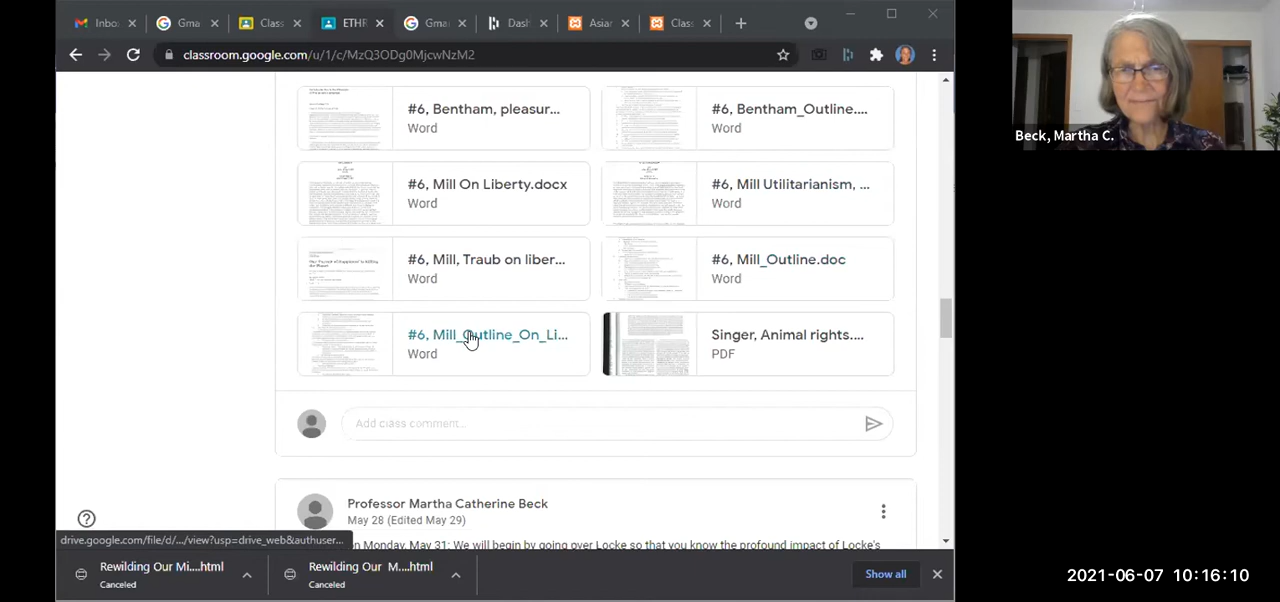 Inbo
Gma
Class
ETHR
Gma
Dash
Asian
Class
classroom.google.com/u/1/c/MzQ3ODg0MjcwNzM2
Beck, Martha C.
#6, Bentham, pleasur...
Word
#6, Bentham_Outline....
Word
#6, Mill On Liberty.docx
Word
#6, Mill Utilitarianism, ...
Word
#6, Mill, Traub on liber...
Word
#6, Mill_Outline.doc
Word
#6, Mill_Outline_On_Li...
Word
Singer, animal rights....
PDF
Add class comment...
Professor Martha Catherine Beck
May 28 (Edited May 29)
on Monday, May 31: We will begin by going over Locke so that you know the profound impact of Locke's
drive.google.com/file/d/.../view?usp=drive_web&authuser...
Rewilding Our Mi....html
Canceled
Rewilding Our M....html
Canceled
Show all
2021-06-07 10:16:10